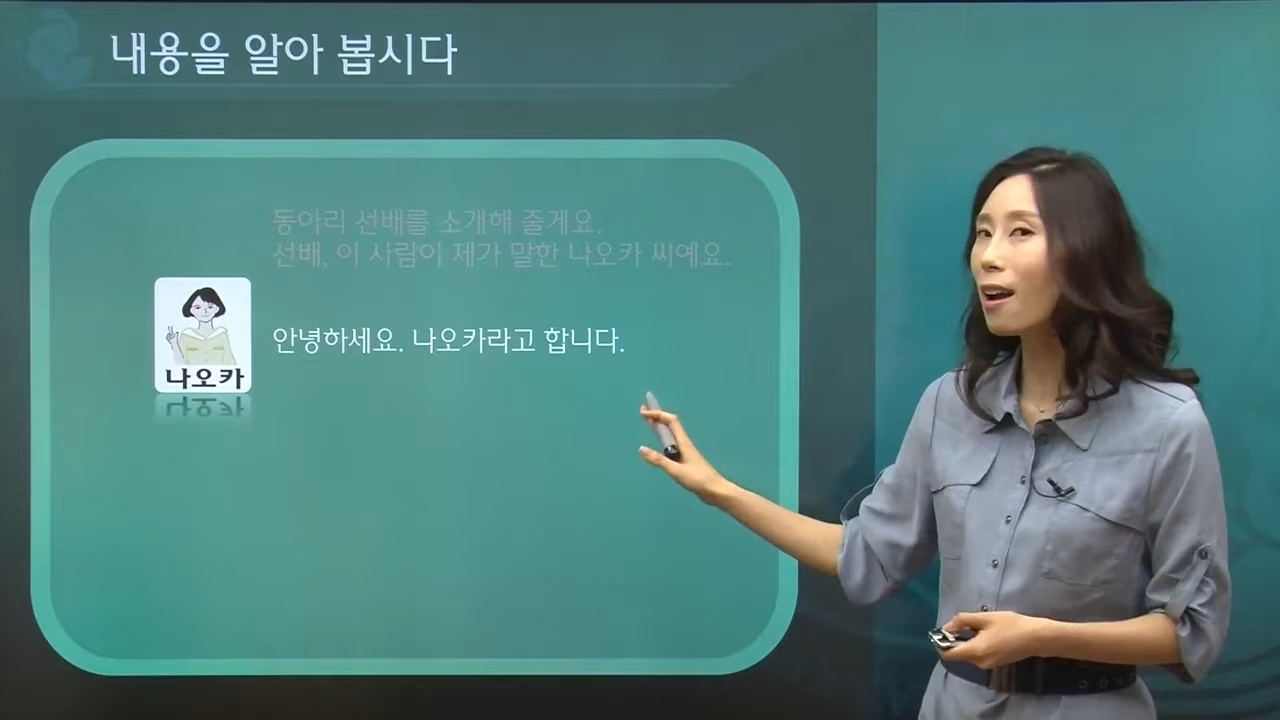 내용을 알아 봅시다
동아리 선배를 소개해 줄게요.
선배, 이 사람이 제가 말한 나오카 씨예요.
안녕하세요. 나오카라고 합니다.
나오카